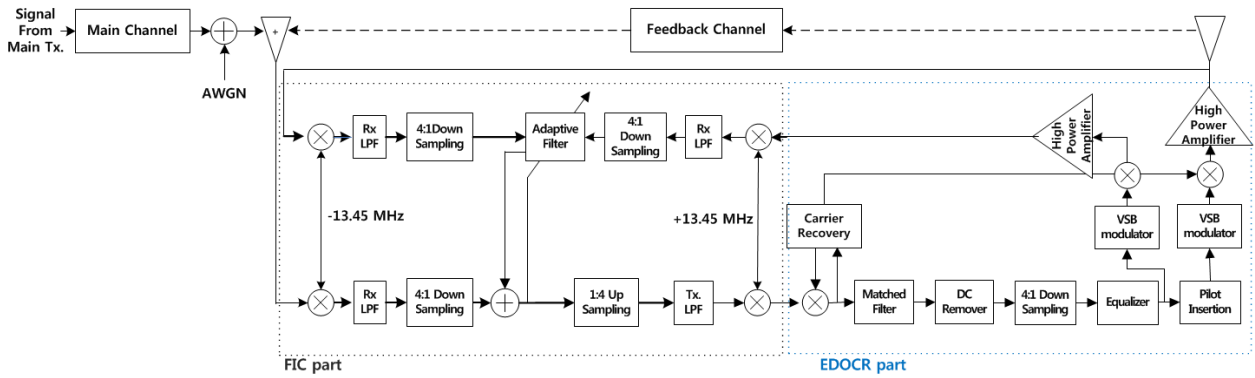 Signal
From
Main Tx.
Main Channel
+
AWGN
+
Feedback Channel
Rx
LPF
4:1Down
Sampling
Adaptive
Filter
4:1
Down
Sampling
Rx
LPF
High
Power
Amplifier
High
Power
Amplifier
-13.45 MHz
+13.45 MHz
Carrier
Recovery
VSB
modulator
VSB
modulator
Rx
LPF
4:1 Down
Sampling
1:4 Up
Sampling
Tx.
LPF
Matched
Filter
DC
Remover
4:1 Down
Sampling
Equalizer
Pilot
Insertion
FIC part
EDOCR part